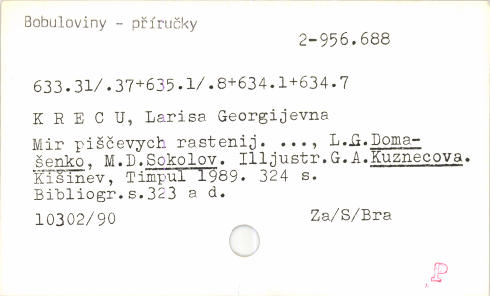 Bobuloviny - příručky
2-956.688
633.31/.37+635.1/.8+634.1+634.7
K R E C U, Larisa Georgijevna
Mir piščevych rastenij. ..., L.G.Doma-
šenko, M.D.Sokolov. Illjustr.G.A.Kuznecova.
Kišinev, Timpul 1989. 324 s.
Bibliogr.s.323 a d.
10302/90 Za/S/Bra
P